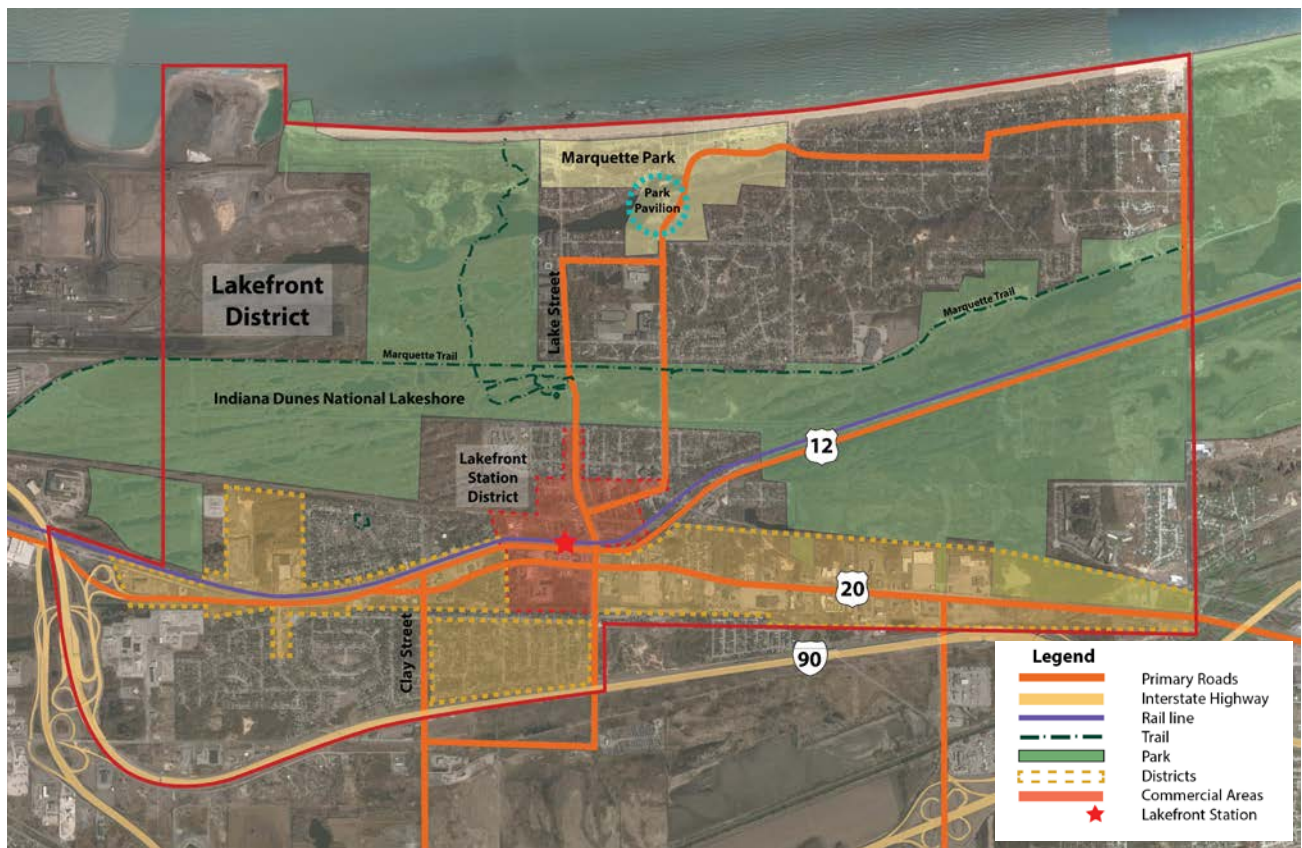 Marquette Park
Park
Pavilion
Lakefront
District
Lake Street
Marquette Trail
Marquette Trail
Indiana Dunes National Lakeshore
12
Lakefront
Station
District
20
Clay Street
90
Legend
Primary Roads
Interstate Highway
Rail line
Trail
Park
Districts
Commercial Areas
Lakefront Station